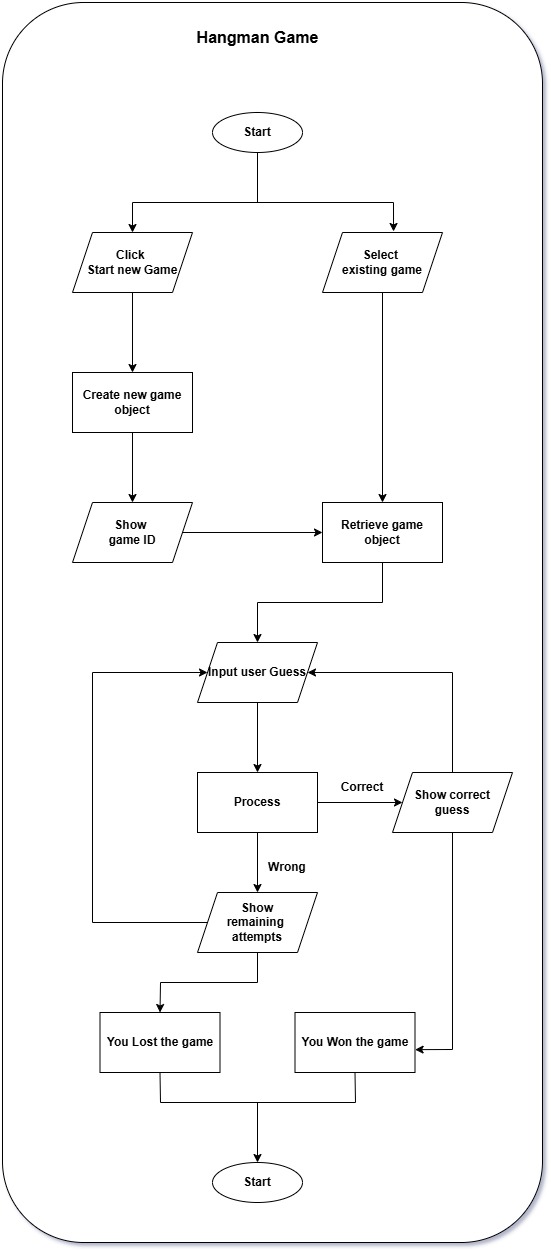 Hangman Game
Start
Click
Start new Game
Select
existing game
Create new game
object
Show
game ID
Retrieve game
object
Input user Guess
Process
Correct
Show correct
guess
Wrong
Show
remaining
attempts
You Lost the game
You Won the game
Start